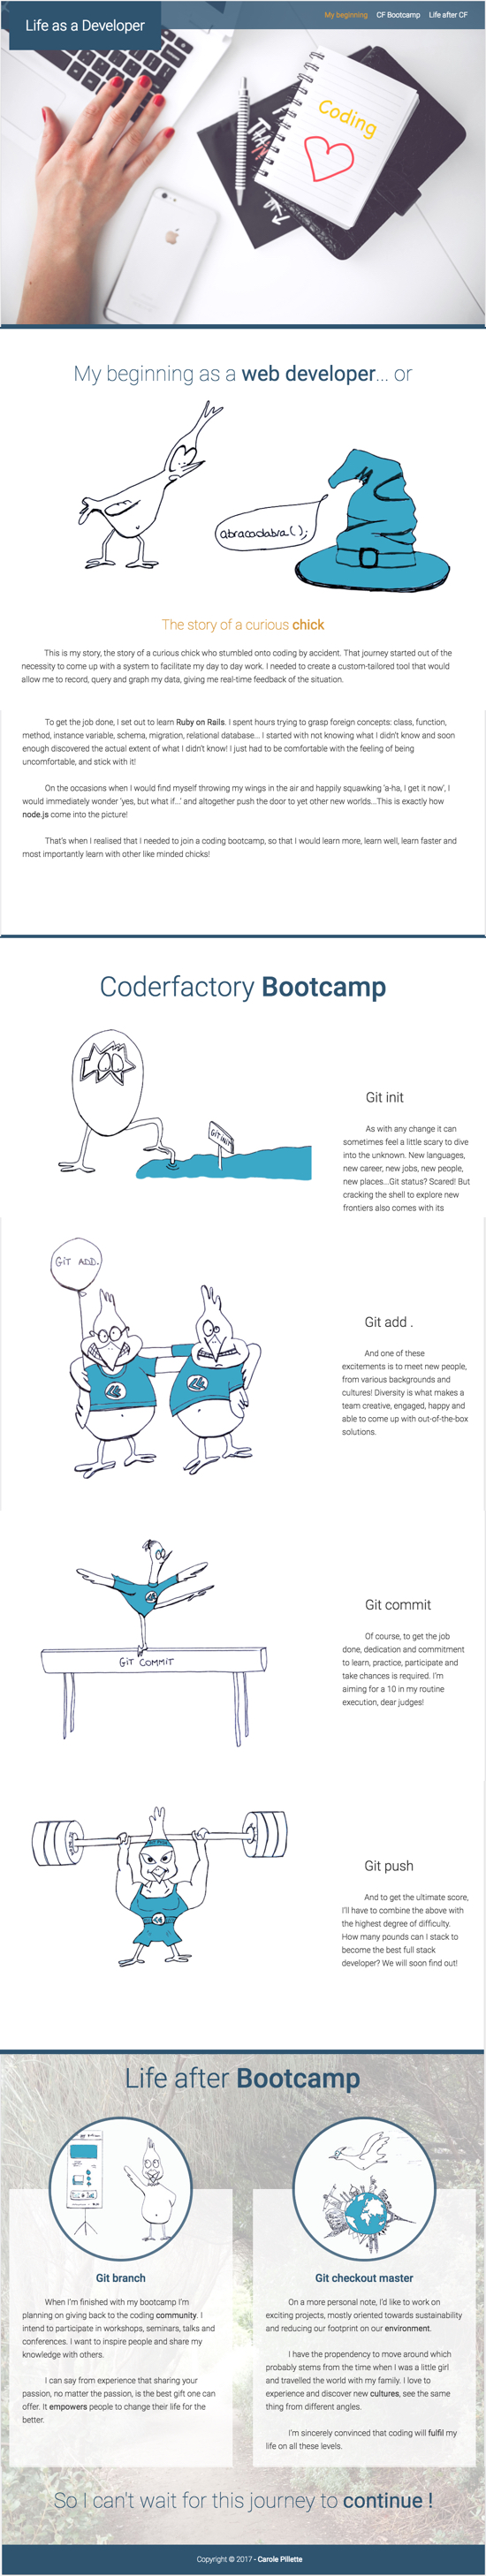 Life as a Developer
My beginning CF Bootcamp Life after CF
Coding
My beginning as a web developer... or
abracadabra();
The story of a curious chick
This is my story, the story of a curious chick who stumbled onto coding by accident. That journey started out of the
necessity to come up with a system to facilitate my day to day work. I needed to create a custom-tailored tool that would
allow me to record, query and graph my data, giving me real-time feedback of the situation.
To get the job done, I set out to learn Ruby on Rails. I spent hours trying to grasp foreign concepts: class, function,
method, instance variable, schema, migration, relational database... I started with not knowing what I didn't know and soon
enough discovered the actual extent of what I didn't know! I just had to be comfortable with the feeling of being
uncomfortable, and stick with it!
On the occasions when I would find myself throwing my wings in the air and happily squawking 'a-ha, I get it now', I
would immediately wonder 'yes, but what if...' and altogether push the door to yet other new worlds...This is exactly how
node.js come into the picture!
That's when I realised that I needed to join a coding bootcamp, so that I would learn more, learn well, learn faster and
most importantly learn with other like minded chicks!
Coderfactory Bootcamp
GIT INIT
Git init
As with any change it can
sometimes feel a little scary to dive
into the unknown. New languages,
new career, new jobs, new people,
new places...Git status? Scared! But
cracking the shell to explore new
frontiers also comes with its
GIT ADD.
Git add .
And one of these
excitements is to meet new people,
from various backgrounds and
cultures! Diversity is what makes a
team creative, engaged, happy and
able to come up with out-of-the-box
solutions.
GIT COMMIT
Git commit
Of course, to get the job
done, dedication and commitment
to learn, practice, participate and
take chances is required. I'm
aiming for a 10 in my routine
execution, dear judges!
Git push
And to get the ultimate score,
I'll have to combine the above with
the highest degree of difficulty.
How many pounds can I stack to
become the best full stack
developer? We will soon find out!
Life after Bootcamp
Git branch
When I'm finished with my bootcamp I'm
planning on giving back to the coding community. I
intend to participate in workshops, seminars, talks and
conferences. I want to inspire people and share my
knowledge with others.
I can say from experience that sharing your
passion, no matter the passion, is the best gift one can
offer. It empowers people to change their life for the
better.
Git checkout master
On a more personal note, I'd like to work on
exciting projects, mostly oriented towards sustainability
and reducing our footprint on our environment.
I have the propendency to move around which
probably stems from the time when I was a little girl
and travelled the world with my family. I love to
experience and discover new cultures, see the same
thing from different angles.
I'm sincerely convinced that coding will fulfil my
life on all these levels.
So I can't wait for this journey to continue !
Copyright © 2017 - Carole Pillette